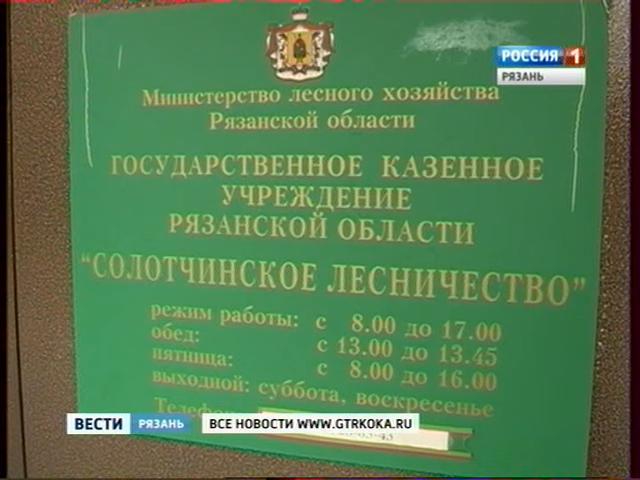 РОССИЯ 1
РЯЗАНЬ
Министерство лесного хозяйства
Рязанской области
ГОСУДАРСТВЕННОЕ КАЗЕННОЕ
УЧРЕЖДЕНИЕ
РЯЗАНСКОЙ ОБЛАСТИ
"СОЛОТЧИНСКОЕ ЛЕСНИЧЕСТВО"
режим работы: с 8.00 до 17.00
обед: с 13.00 до 13.45
пятница: с 8.00 до 16.00
выходной: суббота, воскресенье
ВЕСТИ РЯЗАНЬ ВСЕ НОВОСТИ WWW.GTRKOKA.RU